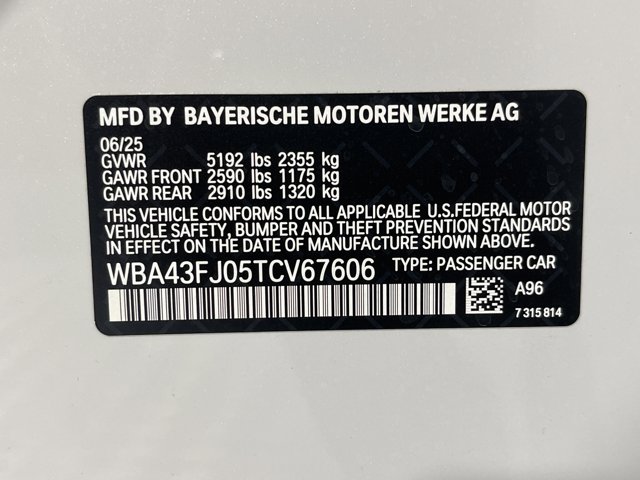 MFD BY BAYERISCHE MOTOREN WERKE AG
06/25
GVWR 5192 lbs 2355 kg
GAWR FRONT 2590 lbs 1175 kg
GAWR REAR 2910 lbs 1320 kg
THIS VEHICLE CONFORMS TO ALL APPLICABLE U.S.FEDERAL MOTOR
VEHICLE SAFETY, BUMPER AND THEFT PREVENTION STANDARDS
IN EFFECT ON THE DATE OF MANUFACTURE SHOWN ABOVE.
WBA43FJ05TCV67606 TYPE: PASSENGER CAR
A96
7 315 814